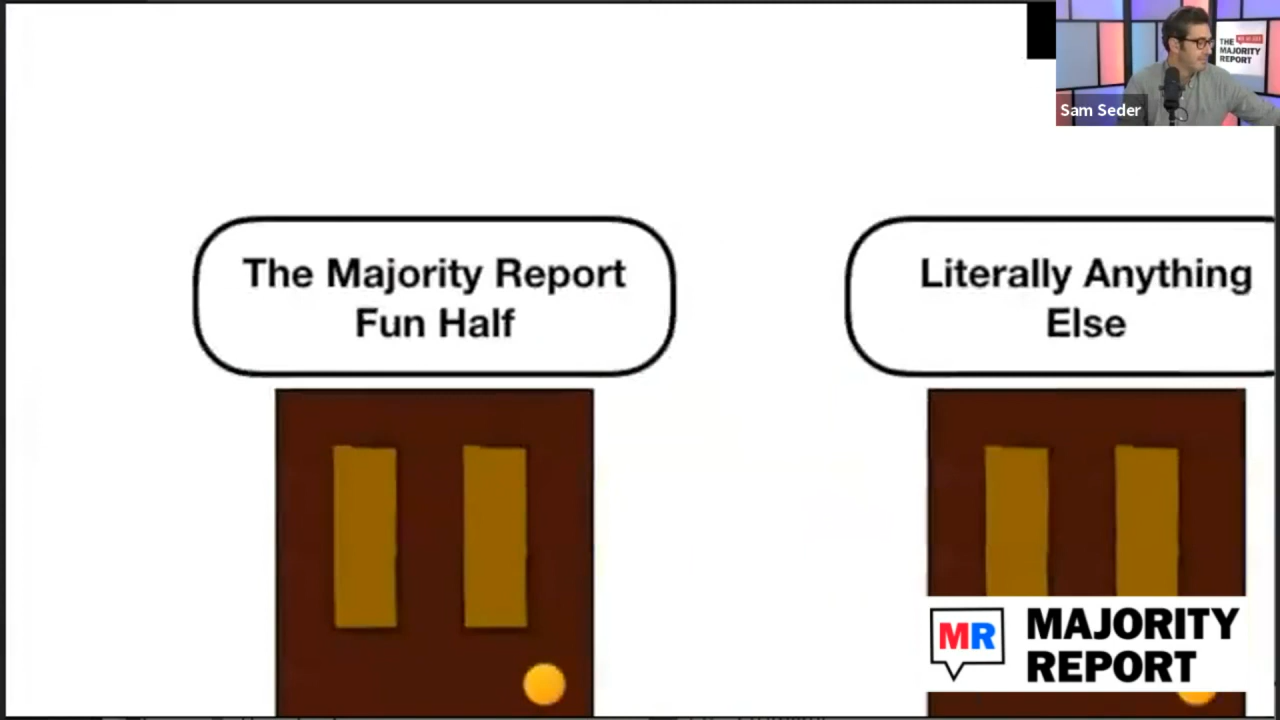 THE
MAJORITY
REPORT
Sam Seder
The Majority Report
Fun Half
Literally Anything
Else
MR
MAJORITY
REPORT